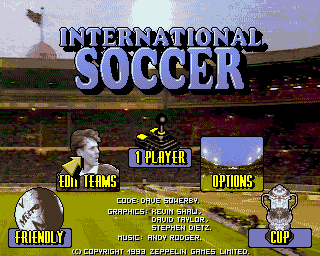 INTERNATIONAL
SOCCER
1 PLAYER
EDIT TEAMS
OPTIONS
CODE: DAVE SOWERBY.
GRAPHICS: KEVIN SHAW,
DAVID TAYLOR,
STEPHEN DIETZ.
MUSIC: ANDY RODGER.
FRIENDLY
CUP
(C) COPYRIGHT 1993 ZEPPELIN GAMES LIMITED.